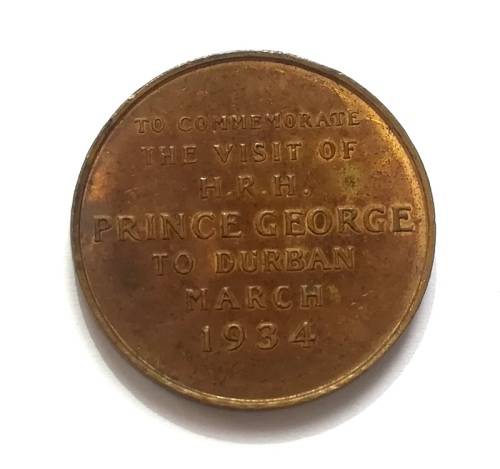 TO COMMEMORATE
THE VISIT OF
H.R.H.
PRINCE GEORGE
TO DURBAN
MARCH
1934